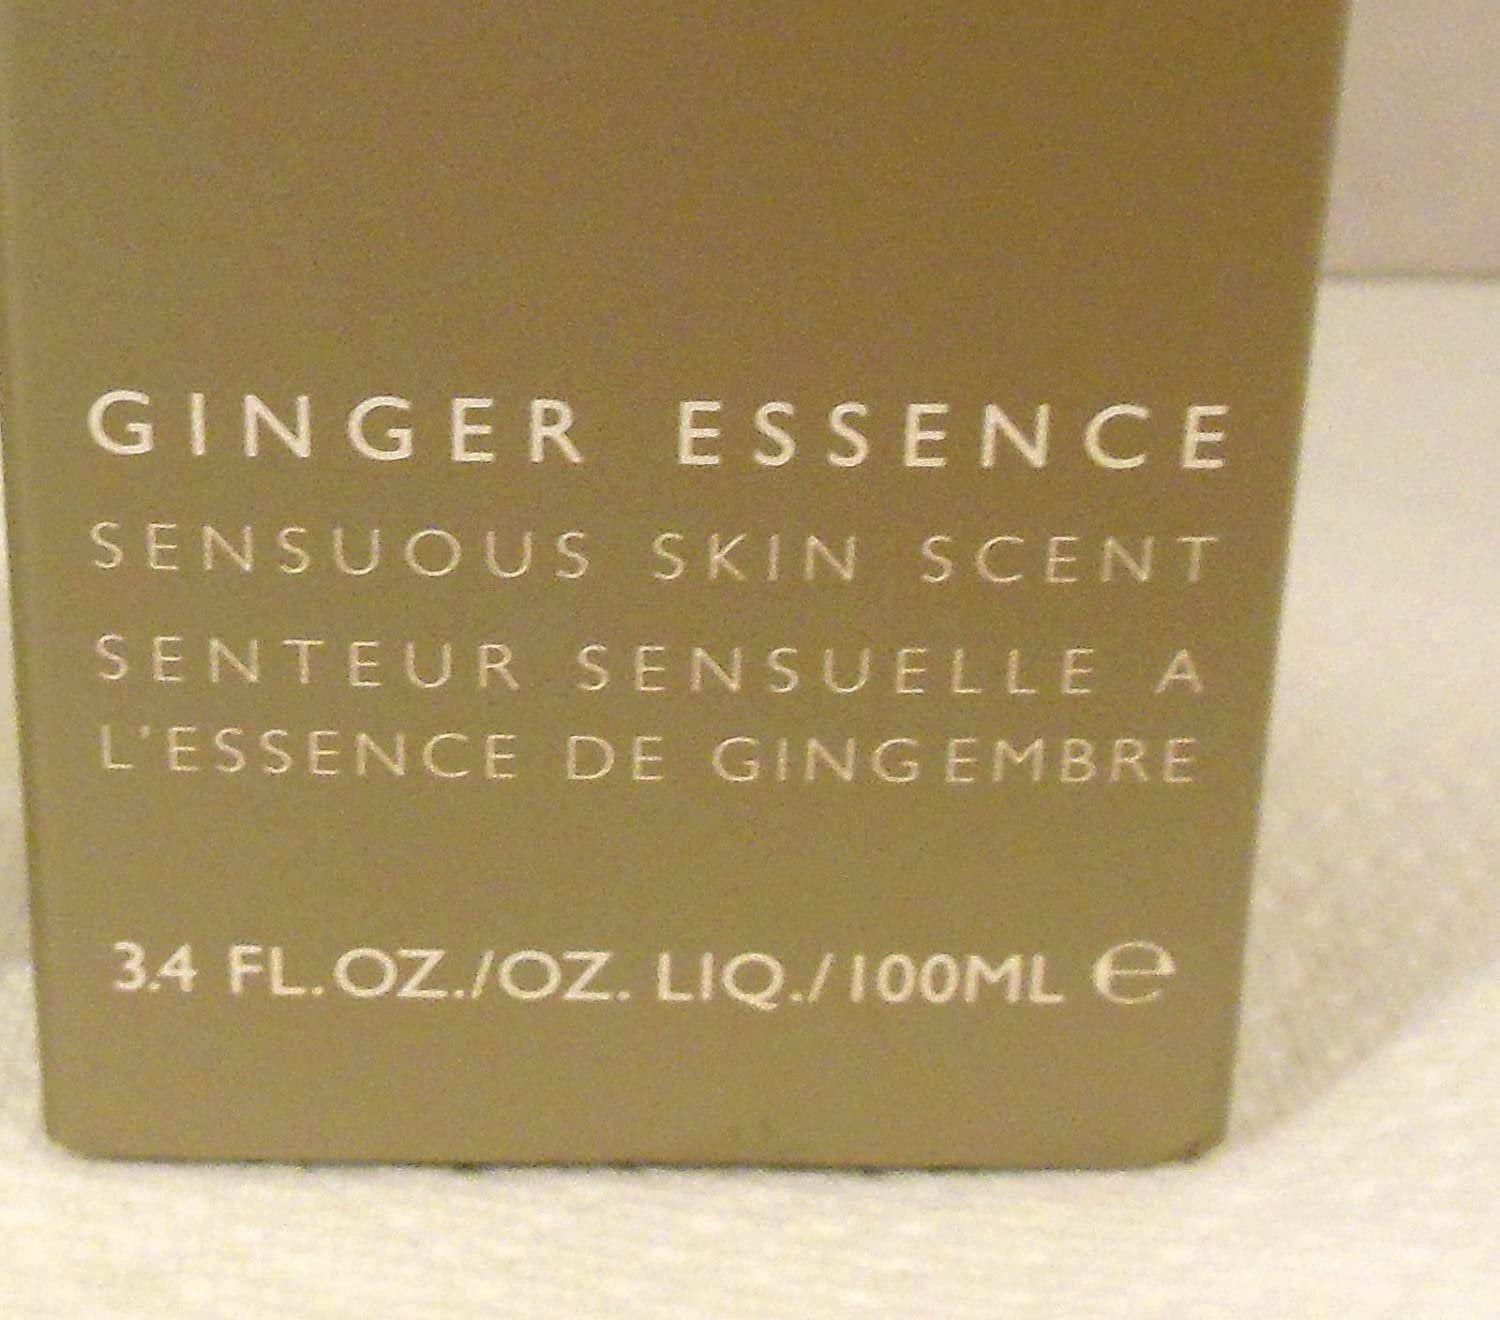 GINGER ESSENCE
SENSUOUS SKIN SCENT
SENTEUR SENSUELLE A
L'ESSENCE DE GINGEMBRE
3.4 FL.OZ./OZ. LIQ./100ML ℮